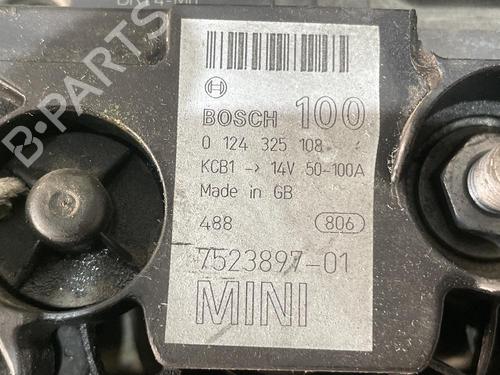 BOSCH 100
0 124 325 108
KCB1 → 14V 50-100A
Made in GB
488 806
7523897-01
MINI
B-PARTS